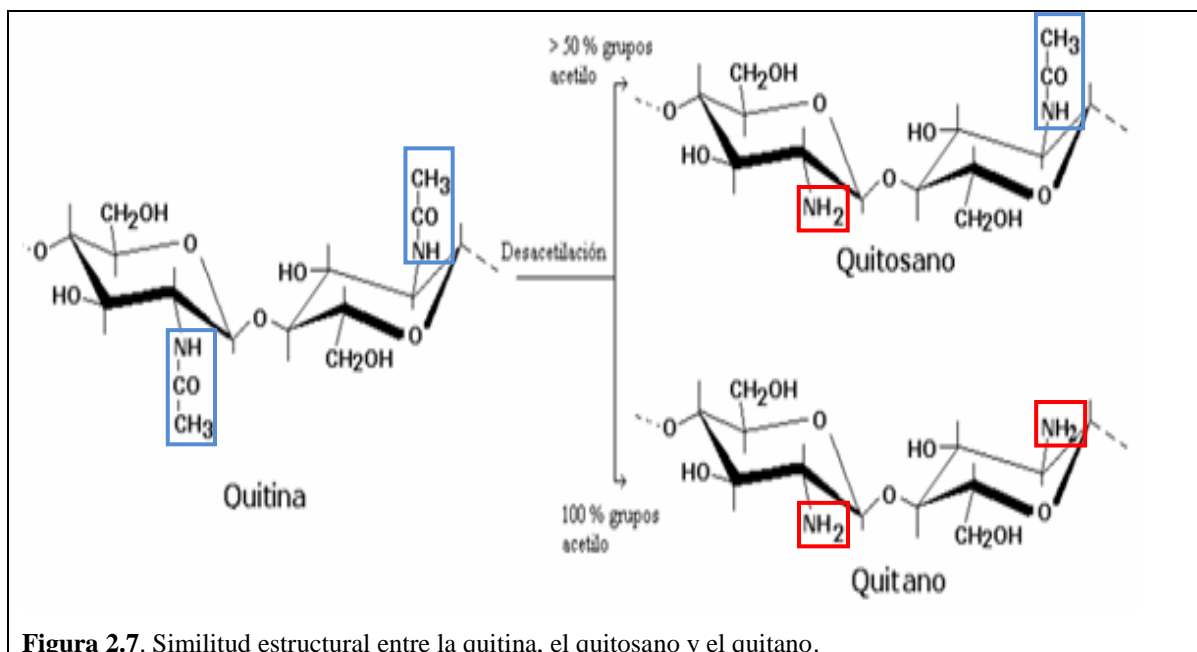 > 50 % grupos
acetilo
CH3
CO
NH
CH2OH
O
O
HO
NH2
O
HO
O
CH2OH
Quitosano
CH3
CO
NH
CH2OH
O
O
HO
NH
CO
CH3
O
HO
O
CH2OH
Quitina
Desacetilación
CH2OH
O
O
HO
NH2
O
HO
NH2
O
CH2OH
Quitano
100 % grupos
acetilo
Figura 2.7. Similitud estructural entre la quitina, el quitosano y el quitano.